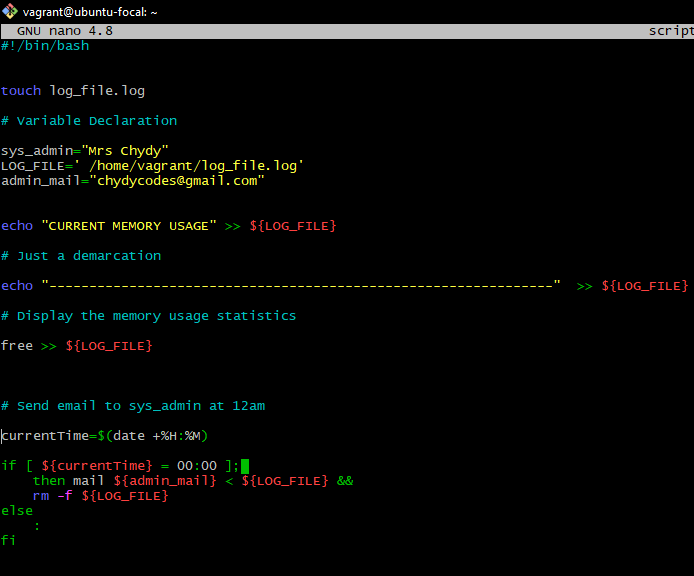 vagrant@ubuntu-focal: ~
GNU nano 4.8 script
#!/bin/bash
touch log_file.log
# Variable Declaration
sys_admin="Mrs Chydy"
LOG_FILE=' /home/vagrant/log_file.log'
admin_mail="chydycodes@gmail.com"
echo "CURRENT MEMORY USAGE" >> ${LOG_FILE}
# Just a demarcation
echo "---------------------------------------------------------------"  >> ${LOG_FILE}
# Display the memory usage statistics
free >> ${LOG_FILE}
# Send email to sys_admin at 12am
currentTime=$(date +%H:%M)
if [ ${currentTime} = 00:00 ];
    then mail ${admin_mail} < ${LOG_FILE} &&
    rm -f ${LOG_FILE}
else
    :
fi